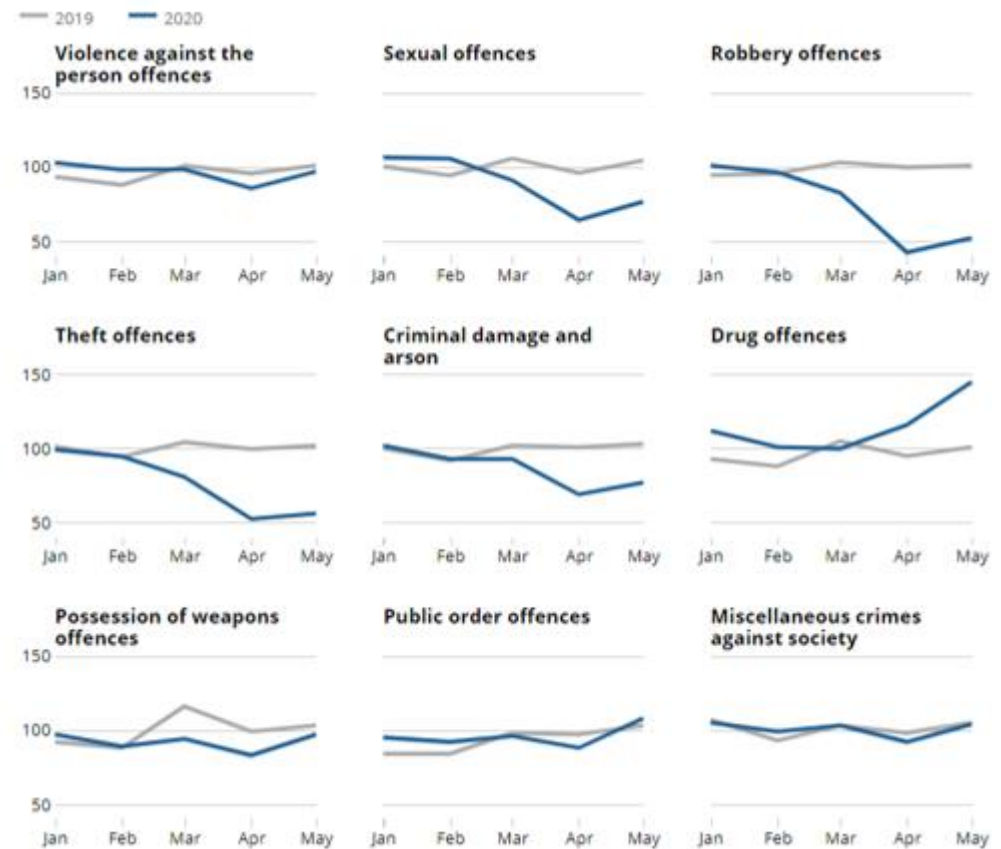 2019 2020
Violence against the Sexual offences Robbery offences
person offences
150
100
50
Jan Feb Mar Apr May Jan Feb Mar Apr May Jan Feb Mar Apr May
Theft offences Criminal damage and Drug offences
arson
150
100
50
Jan Feb Mar Apr May Jan Feb Mar Apr May Jan Feb Mar Apr May
Possession of weapons Public order offences Miscellaneous crimes
offences against society
150
100
50
Jan Feb Mar Apr May Jan Feb Mar Apr May Jan Feb Mar Apr May